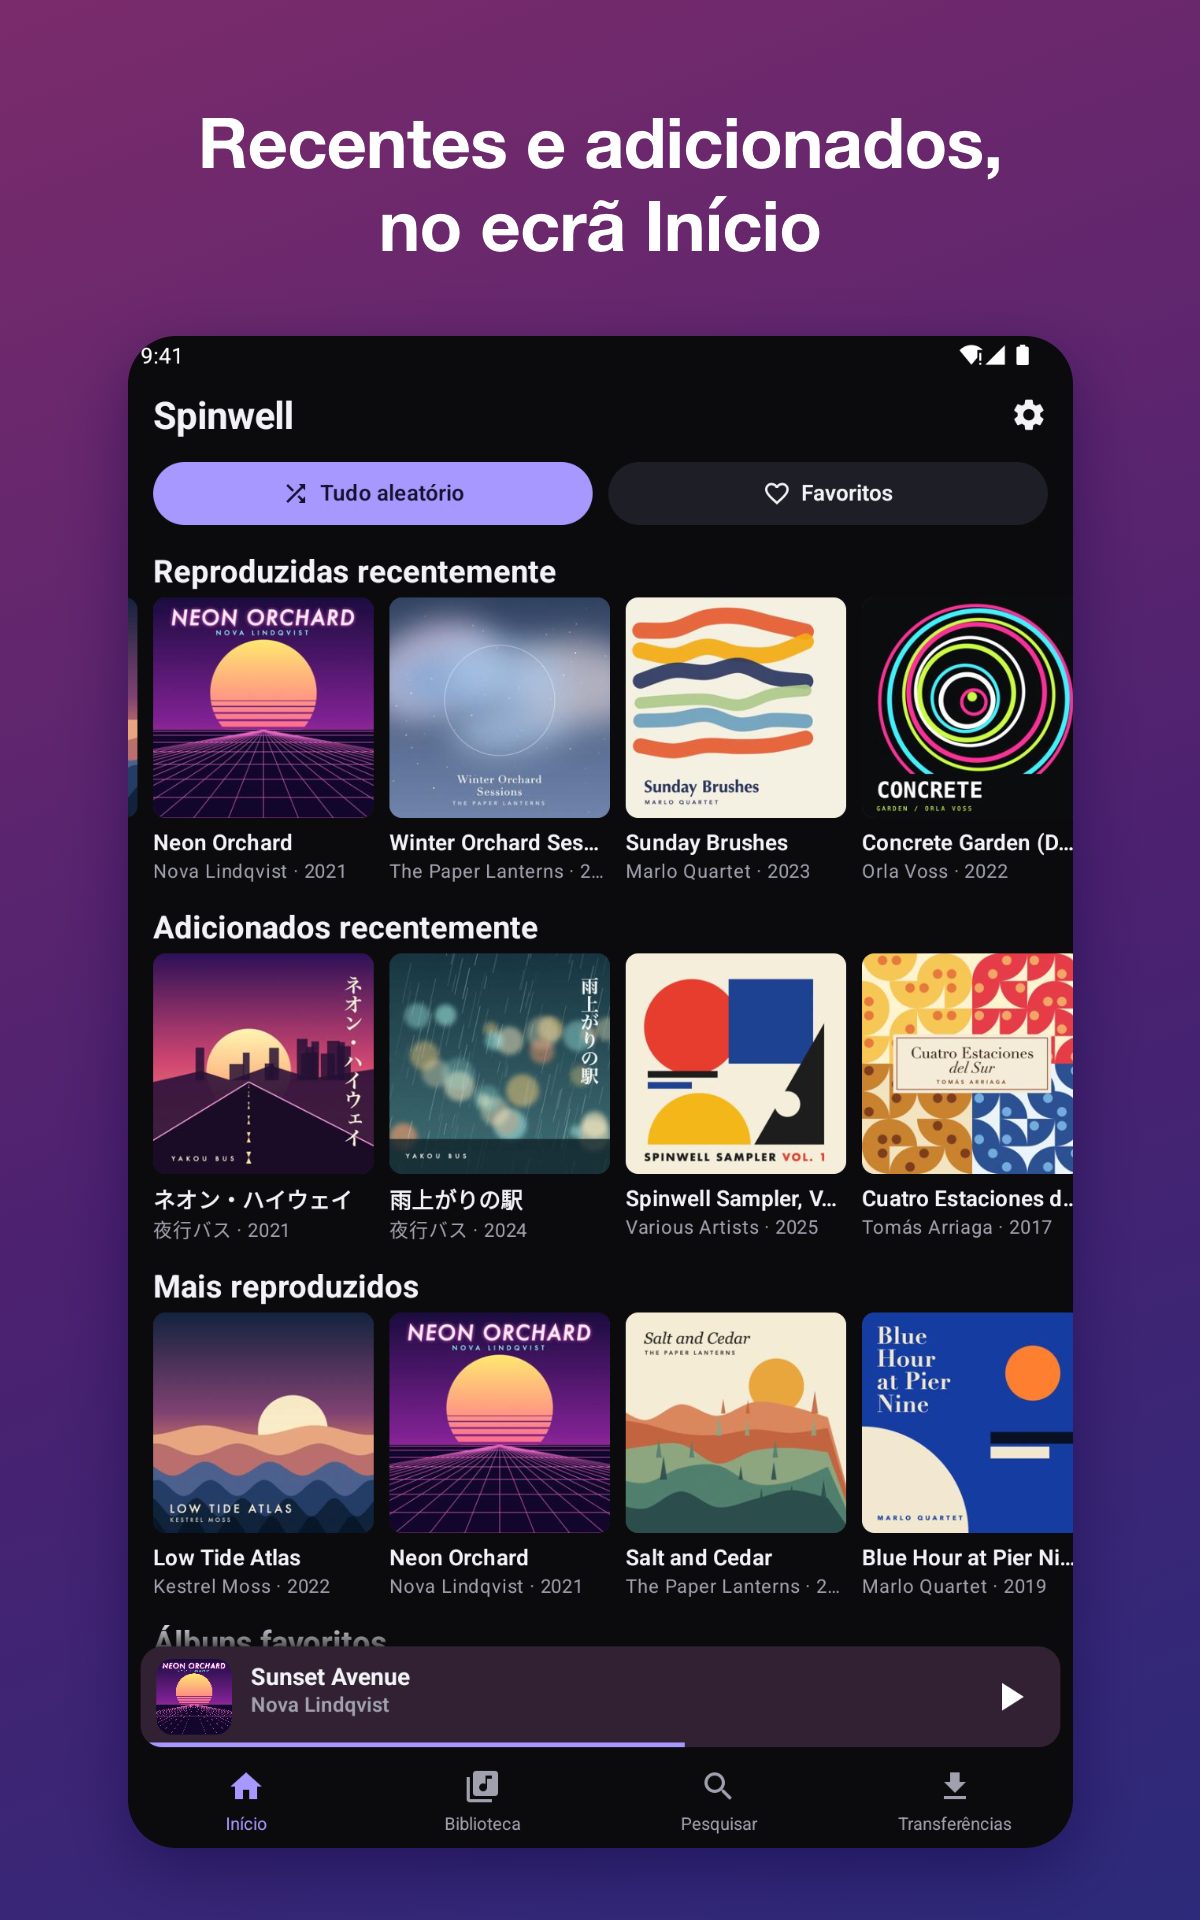 Recentes e adicionados,
no ecrã Início
9:41
Spinwell
Tudo aleatório
Favoritos
Reproduzidas recentemente
NEON ORCHARD
NOVA LINDQVIST
Winter Orchard
Sessions
THE PAPER LANTERNS
Sunday Brushes
MARLO QUARTET
CONCRETE
GARDEN / ORLA VOSS
Neon Orchard
Nova Lindqvist · 2021
Winter Orchard Ses…
The Paper Lanterns · 2…
Sunday Brushes
Marlo Quartet · 2023
Concrete Garden (D…
Orla Voss · 2022
Adicionados recentemente
ネオン・ハイウェイ
YAKOU BUS
雨上がりの駅
YAKOU BUS
SPINWELL SAMPLER VOL. 1
Cuatro Estaciones
del Sur
TOMÁS ARRIAGA
ネオン・ハイウェイ
夜行バス · 2021
雨上がりの駅
夜行バス · 2024
Spinwell Sampler, V…
Various Artists · 2025
Cuatro Estaciones d…
Tomás Arriaga · 2017
Mais reproduzidos
LOW TIDE ATLAS
KESTREL MOSS
NEON ORCHARD
NOVA LINDQVIST
Salt and Cedar
THE PAPER LANTERNS
Blue
Hour
at Pier
Nine
MARLO QUARTET
Low Tide Atlas
Kestrel Moss · 2022
Neon Orchard
Nova Lindqvist · 2021
Salt and Cedar
The Paper Lanterns · 2…
Blue Hour at Pier Ni…
Marlo Quartet · 2019
Álbuns favoritos
NEON ORCHARD
Sunset Avenue
Nova Lindqvist
Início
Biblioteca
Pesquisar
Transferências